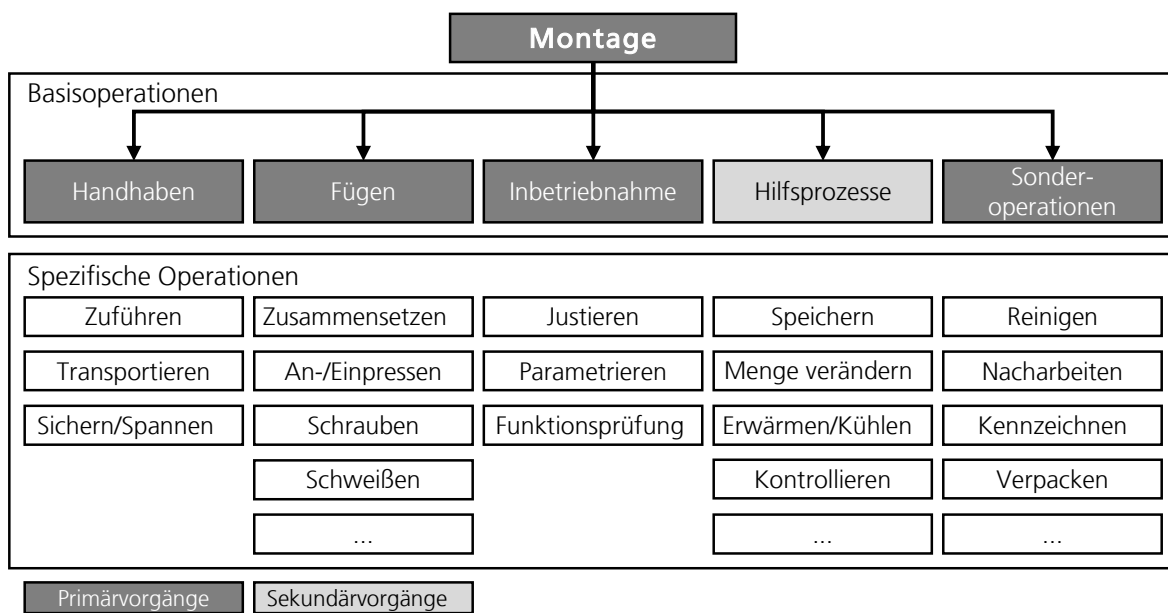 Montage
Basisoperationen
Handhaben
Fügen
Inbetriebnahme
Hilfsprozesse
Sonder-
operationen
Spezifische Operationen
Zuführen
Zusammensetzen
Justieren
Speichern
Reinigen
Transportieren
An-/Einpressen
Parametrieren
Menge verändern
Nacharbeiten
Sichern/Spannen
Schrauben
Funktionsprüfung
Erwärmen/Kühlen
Kennzeichnen
Schweißen
Kontrollieren
Verpacken
...
...
...
Primärvorgänge
Sekundärvorgänge